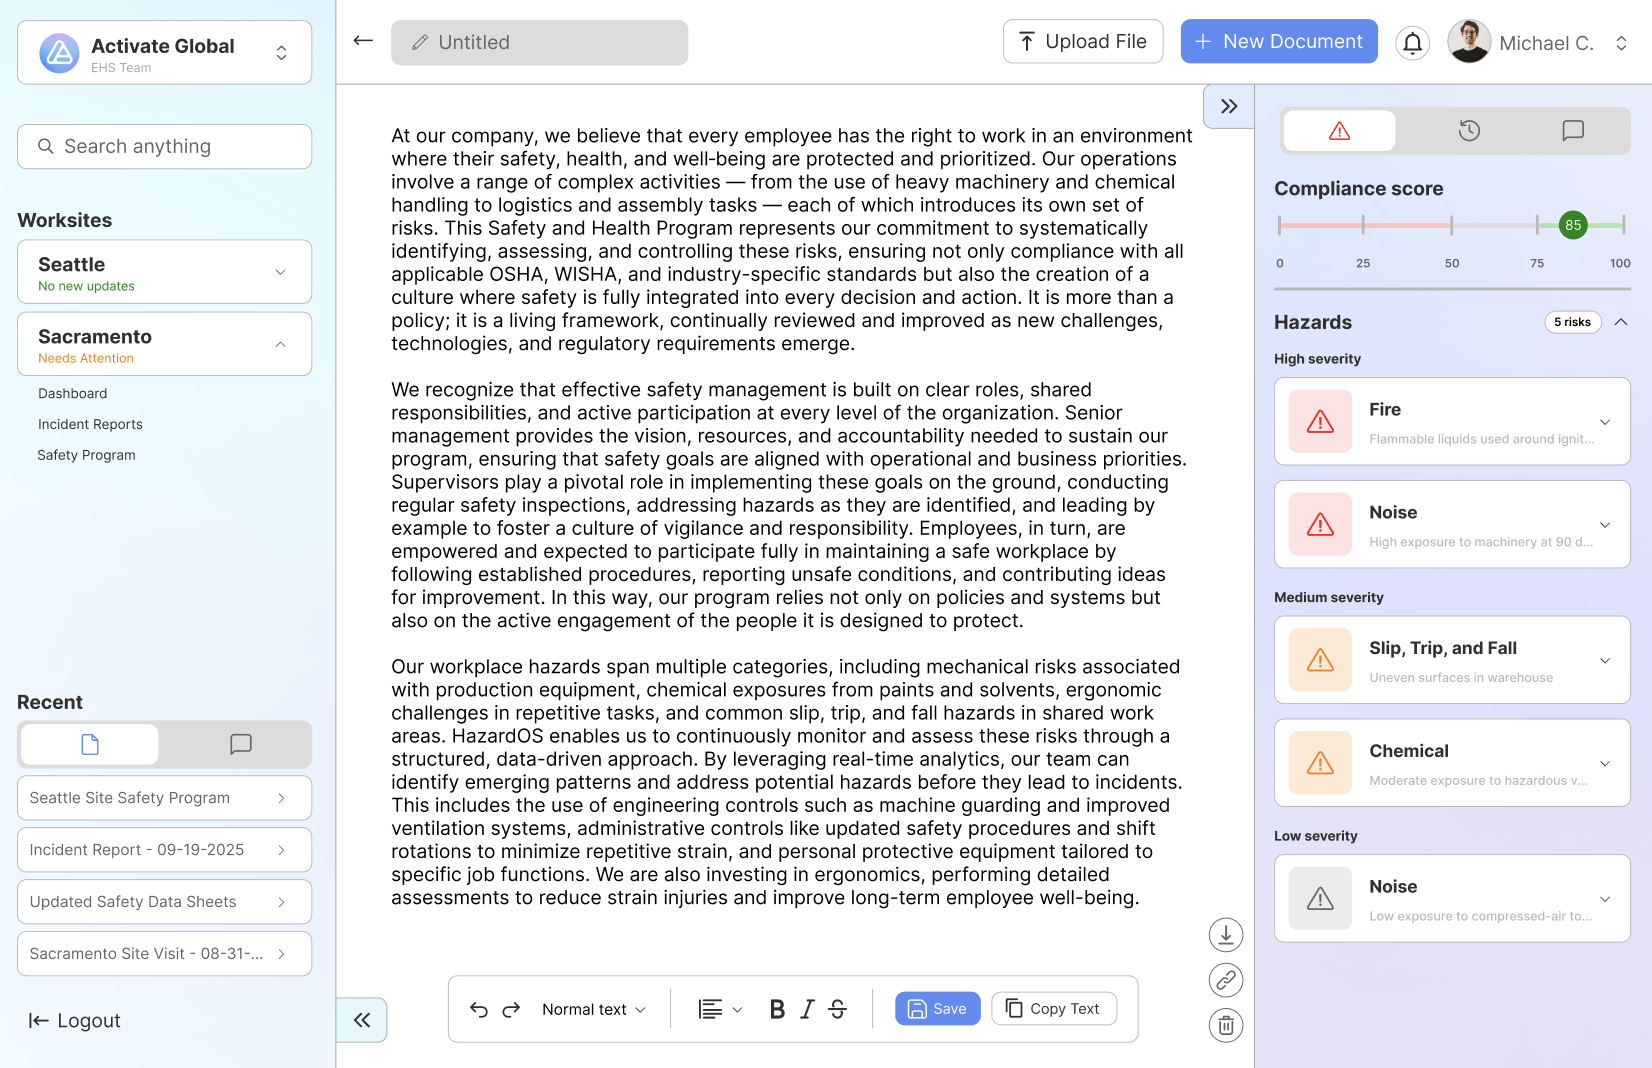 Activate Global
EHS Team
Search anything
Worksites
Seattle
No new updates
Sacramento
Needs Attention
Dashboard
Incident Reports
Safety Program
Recent
Seattle Site Safety Program
Incident Report - 09-19-2025
Updated Safety Data Sheets
Sacramento Site Visit - 08-31-...
Logout
Untitled
Upload File
New Document
Michael C.
At our company, we believe that every employee has the right to work in an environment
where their safety, health, and well-being are protected and prioritized. Our operations
involve a range of complex activities — from the use of heavy machinery and chemical
handling to logistics and assembly tasks — each of which introduces its own set of
risks. This Safety and Health Program represents our commitment to systematically
identifying, assessing, and controlling these risks, ensuring not only compliance with all
applicable OSHA, WISHA, and industry-specific standards but also the creation of a
culture where safety is fully integrated into every decision and action. It is more than a
policy; it is a living framework, continually reviewed and improved as new challenges,
technologies, and regulatory requirements emerge.
We recognize that effective safety management is built on clear roles, shared
responsibilities, and active participation at every level of the organization. Senior
management provides the vision, resources, and accountability needed to sustain our
program, ensuring that safety goals are aligned with operational and business priorities.
Supervisors play a pivotal role in implementing these goals on the ground, conducting
regular safety inspections, addressing hazards as they are identified, and leading by
example to foster a culture of vigilance and responsibility. Employees, in turn, are
empowered and expected to participate fully in maintaining a safe workplace by
following established procedures, reporting unsafe conditions, and contributing ideas
for improvement. In this way, our program relies not only on policies and systems but
also on the active engagement of the people it is designed to protect.
Our workplace hazards span multiple categories, including mechanical risks associated
with production equipment, chemical exposures from paints and solvents, ergonomic
challenges in repetitive tasks, and common slip, trip, and fall hazards in shared work
areas. HazardOS enables us to continuously monitor and assess these risks through a
structured, data-driven approach. By leveraging real-time analytics, our team can
identify emerging patterns and address potential hazards before they lead to incidents.
This includes the use of engineering controls such as machine guarding and improved
ventilation systems, administrative controls like updated safety procedures and shift
rotations to minimize repetitive strain, and personal protective equipment tailored to
specific job functions. We are also investing in ergonomics, performing detailed
assessments to reduce strain injuries and improve long-term employee well-being.
Normal text
B I S
Save
Copy Text
Compliance score
85
0 25 50 75 100
Hazards
5 risks
High severity
Fire
Flammable liquids used around ignit...
Noise
High exposure to machinery at 90 d...
Medium severity
Slip, Trip, and Fall
Uneven surfaces in warehouse
Chemical
Moderate exposure to hazardous v...
Low severity
Noise
Low exposure to compressed-air to...